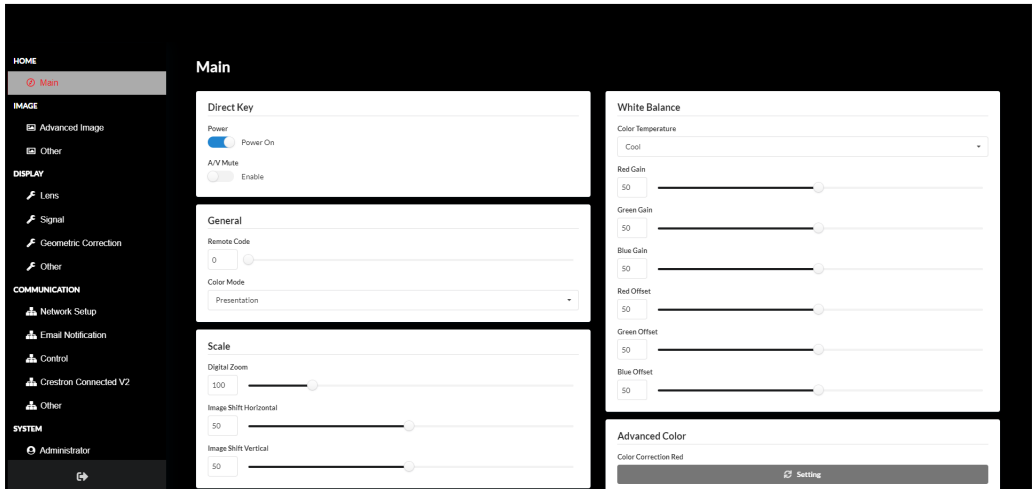 HOME
Main
IMAGE
Advanced Image
Other
DISPLAY
Lens
Signal
Geometric Correction
Other
COMMUNICATION
Network Setup
Email Notification
Control
Crestron Connected V2
Other
SYSTEM
Administrator
Main
Direct Key
Power
Power On
A/V Mute
Enable
General
Remote Code
0
Color Mode
Presentation
Scale
Digital Zoom
100
Image Shift Horizontal
50
Image Shift Vertical
50
White Balance
Color Temperature
Cool
Red Gain
50
Green Gain
50
Blue Gain
50
Red Offset
50
Green Offset
50
Blue Offset
50
Advanced Color
Color Correction Red
Setting